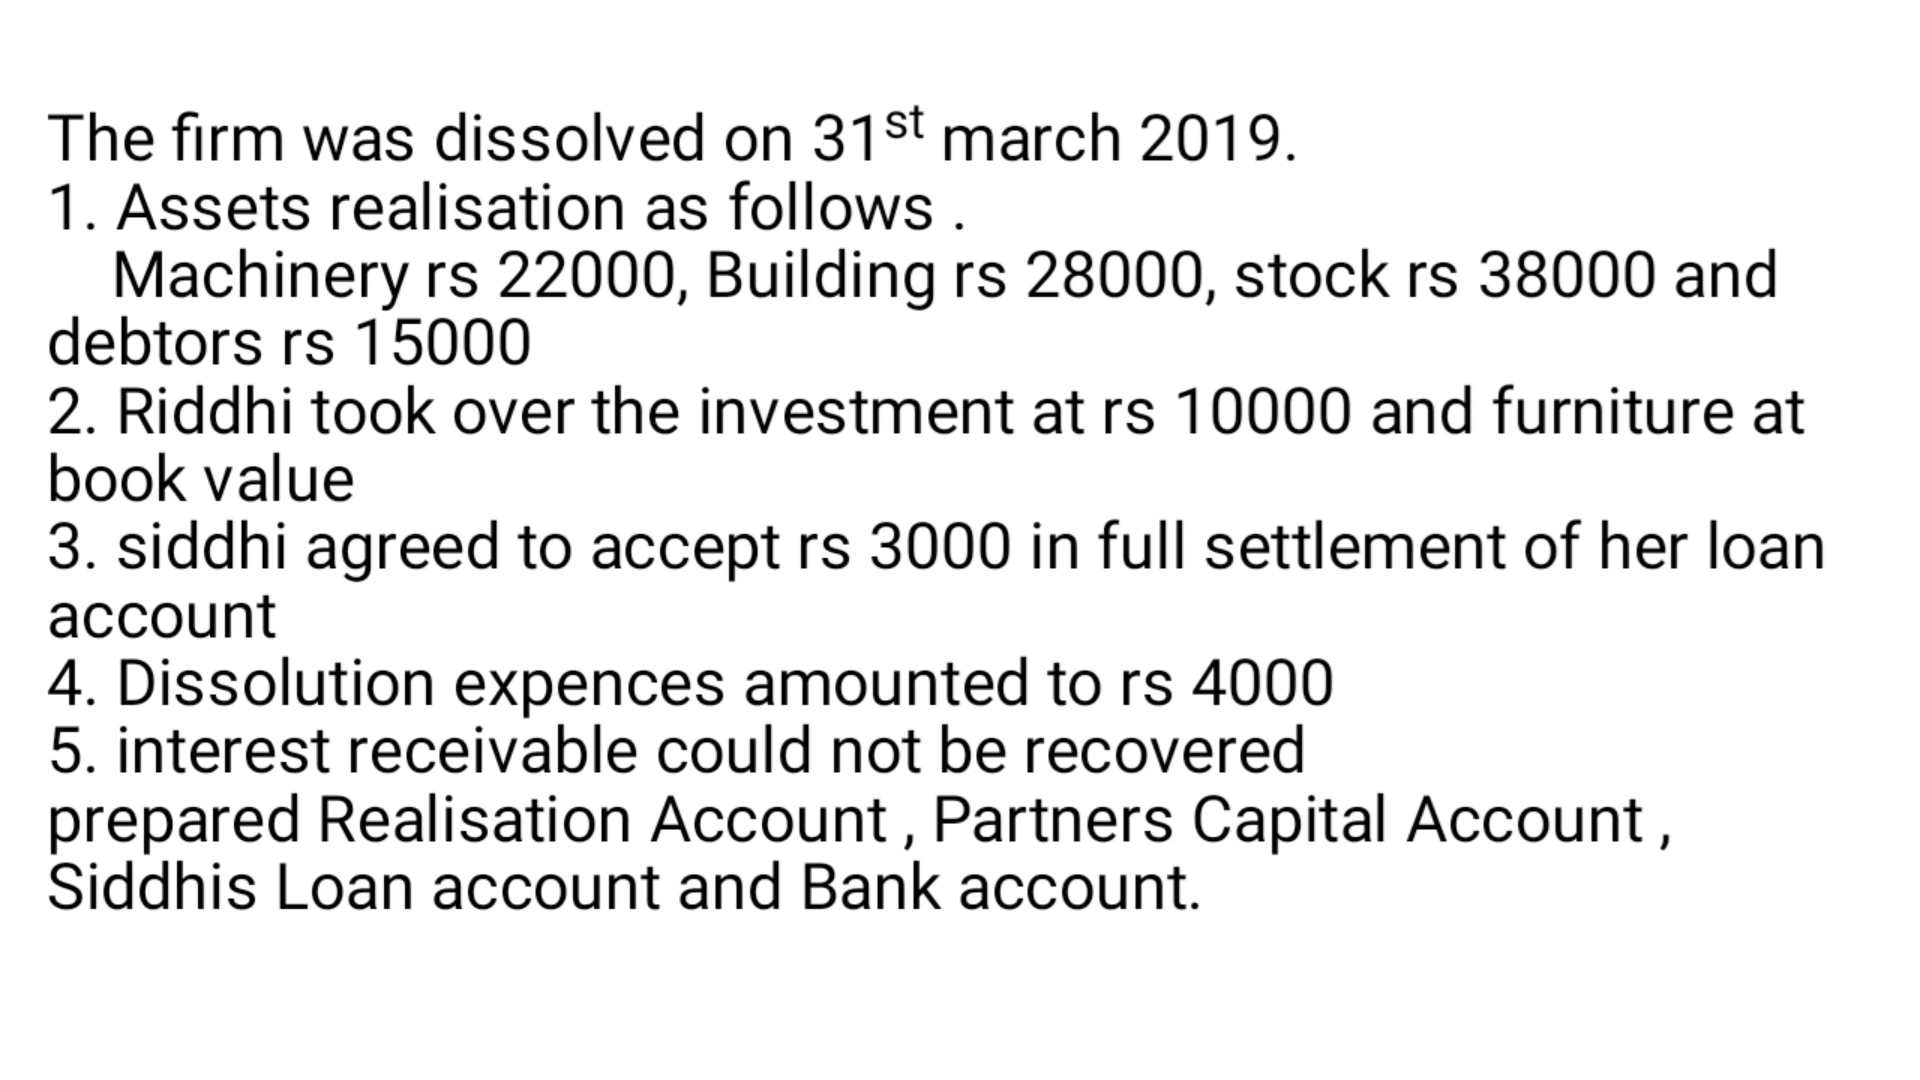 The firm was dissolved on 31st march 2019.
1. Assets realisation as follows .
Machinery rs 22000, Building rs 28000, stock rs 38000 and
debtors rs 15000
2. Riddhi took over the investment at rs 10000 and furniture at
book value
3. siddhi agreed to accept rs 3000 in full settlement of her loan
account
4. Dissolution expences amounted to rs 4000
5. interest receivable could not be recovered
prepared Realisation Account , Partners Capital Account ,
Siddhis Loan account and Bank account.